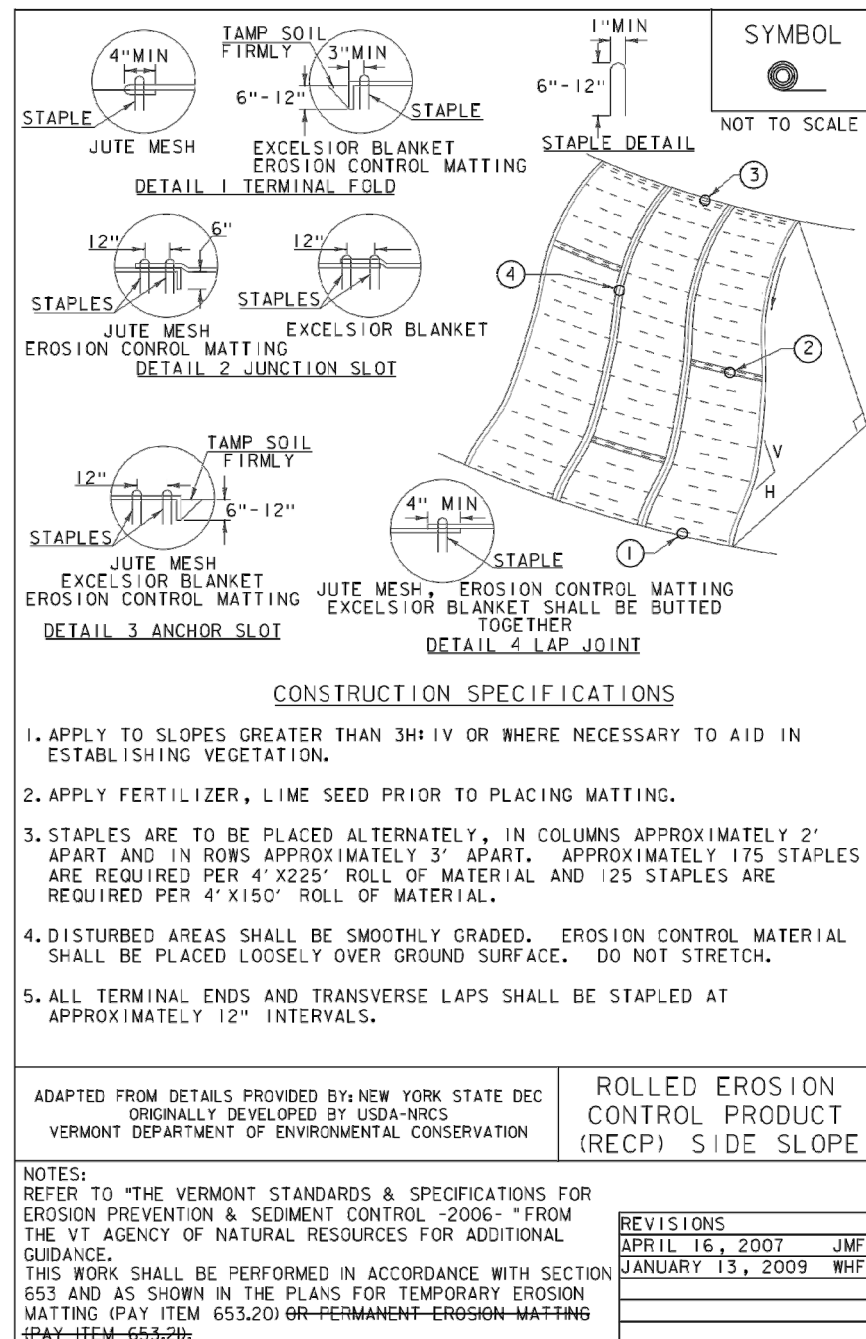 4"MIN
STAPLE
JUTE MESH
TAMP SOIL
FIRMLY
3"MIN
6"-12"
STAPLE
EXCELSIOR BLANKET
EROSION CONTROL MATTING
DETAIL 1 TERMINAL FOLD
1"MIN
6"-12"
STAPLE DETAIL
SYMBOL
NOT TO SCALE
12"
6"
STAPLES
JUTE MESH
EROSION CONROL MATTING
12"
STAPLES
EXCELSIOR BLANKET
DETAIL 2 JUNCTION SLOT
3
4
2
V
H
1
TAMP SOIL
FIRMLY
12"
6"-12"
STAPLES
JUTE MESH
EXCELSIOR BLANKET
EROSION CONTROL MATTING
DETAIL 3 ANCHOR SLOT
4" MIN
STAPLE
JUTE MESH, EROSION CONTROL MATTING
EXCELSIOR BLANKET SHALL BE BUTTED
TOGETHER
DETAIL 4 LAP JOINT
CONSTRUCTION SPECIFICATIONS
1. APPLY TO SLOPES GREATER THAN 3H:1V OR WHERE NECESSARY TO AID IN
ESTABLISHING VEGETATION.
2. APPLY FERTILIZER, LIME SEED PRIOR TO PLACING MATTING.
3. STAPLES ARE TO BE PLACED ALTERNATELY, IN COLUMNS APPROXIMATELY 2'
APART AND IN ROWS APPROXIMATELY 3' APART. APPROXIMATELY 175 STAPLES
ARE REQUIRED PER 4'X225' ROLL OF MATERIAL AND 125 STAPLES ARE
REQUIRED PER 4'X150' ROLL OF MATERIAL.
4. DISTURBED AREAS SHALL BE SMOOTHLY GRADED. EROSION CONTROL MATERIAL
SHALL BE PLACED LOOSELY OVER GROUND SURFACE. DO NOT STRETCH.
5. ALL TERMINAL ENDS AND TRANSVERSE LAPS SHALL BE STAPLED AT
APPROXIMATELY 12" INTERVALS.
ADAPTED FROM DETAILS PROVIDED BY: NEW YORK STATE DEC
ORIGINALLY DEVELOPED BY USDA-NRCS
VERMONT DEPARTMENT OF ENVIRONMENTAL CONSERVATION
ROLLED EROSION
CONTROL PRODUCT
(RECP) SIDE SLOPE
NOTES:
REFER TO "THE VERMONT STANDARDS & SPECIFICATIONS FOR
EROSION PREVENTION & SEDIMENT CONTROL -2006- "FROM
THE VT AGENCY OF NATURAL RESOURCES FOR ADDITIONAL
GUIDANCE.
THIS WORK SHALL BE PERFORMED IN ACCORDANCE WITH SECTION
653 AND AS SHOWN IN THE PLANS FOR TEMPORARY EROSION
MATTING (PAY ITEM 653.20) OR PERMANENT EROSION MATTING
(PAY ITEM 653.21).
REVISIONS
APRIL 16, 2007 JMF
JANUARY 13, 2009 WHF